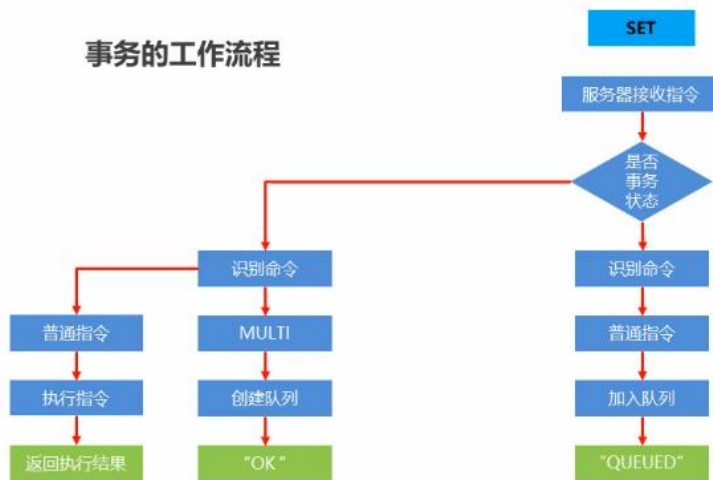 事务的工作流程
SET
服务器接收指令
是否
事务
状态
识别命令
识别命令
普通指令
MULTI
普通指令
执行指令
创建队列
加入队列
返回执行结果
“OK”
“QUEUED”